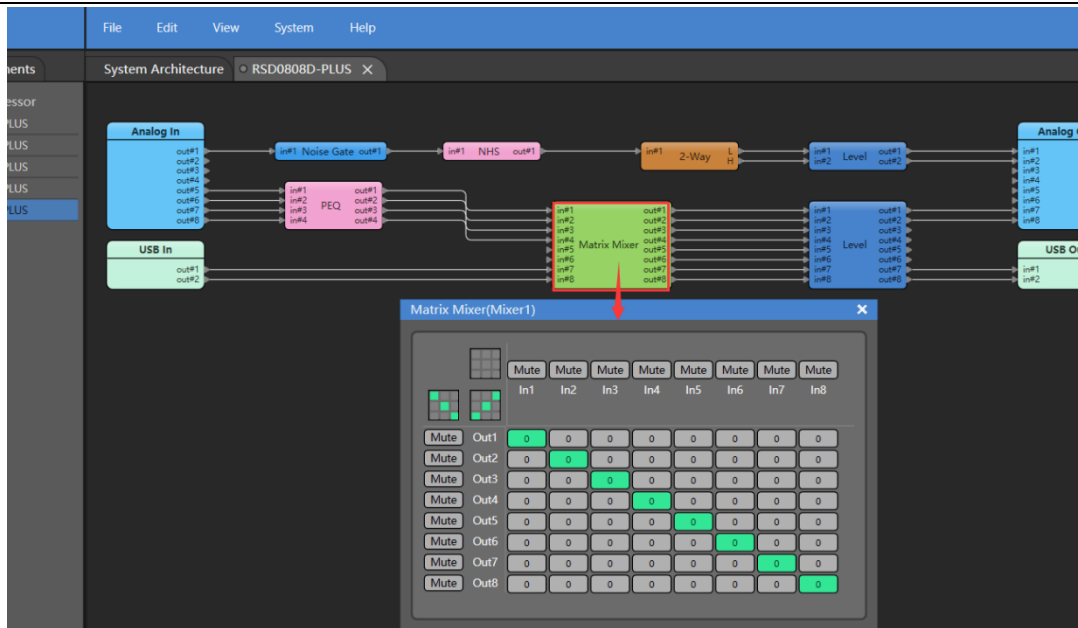 File Edit View System Help
nents System Architecture RSD0808D-PLUS X
essor
PLUS
PLUS
PLUS
PLUS
PLUS
Analog In
out#1
out#2
out#3
out#4
out#5
out#6
out#7
out#8
in#1 Noise Gate out#1
in#1 NHS out#1
in#1 2-Way L
H
in#1 Level out#1
in#2 out#2
Analog
in#1
in#2
in#3
in#4
in#5
in#6
in#7
in#8
in#1 out#1
in#2 PEQ out#2
in#3 out#3
in#4 out#4
USB In
out#1
out#2
in#1 out#1
in#2 out#2
in#3 out#3
in#4 Matrix Mixer out#4
in#5 out#5
in#6 out#6
in#7 out#7
in#8 out#8
in#1 out#1
in#2 out#2
in#3 out#3
in#4 Level out#4
in#5 out#5
in#6 out#6
in#7 out#7
in#8 out#8
USB O
in#1
in#2
Matrix Mixer(Mixer1)
Mute Mute Mute Mute Mute Mute Mute Mute
In1 In2 In3 In4 In5 In6 In7 In8
Mute Out1 0 0 0 0 0 0 0 0
Mute Out2 0 0 0 0 0 0 0 0
Mute Out3 0 0 0 0 0 0 0 0
Mute Out4 0 0 0 0 0 0 0 0
Mute Out5 0 0 0 0 0 0 0 0
Mute Out6 0 0 0 0 0 0 0 0
Mute Out7 0 0 0 0 0 0 0 0
Mute Out8 0 0 0 0 0 0 0 0